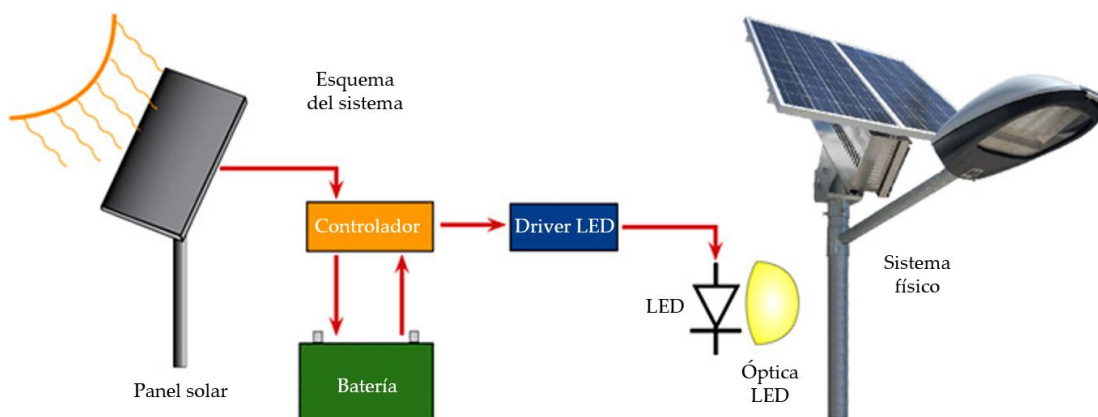 Esquema
del sistema
Controlador
Driver LED
Batería
Panel solar
LED
Óptica
LED
Sistema
físico